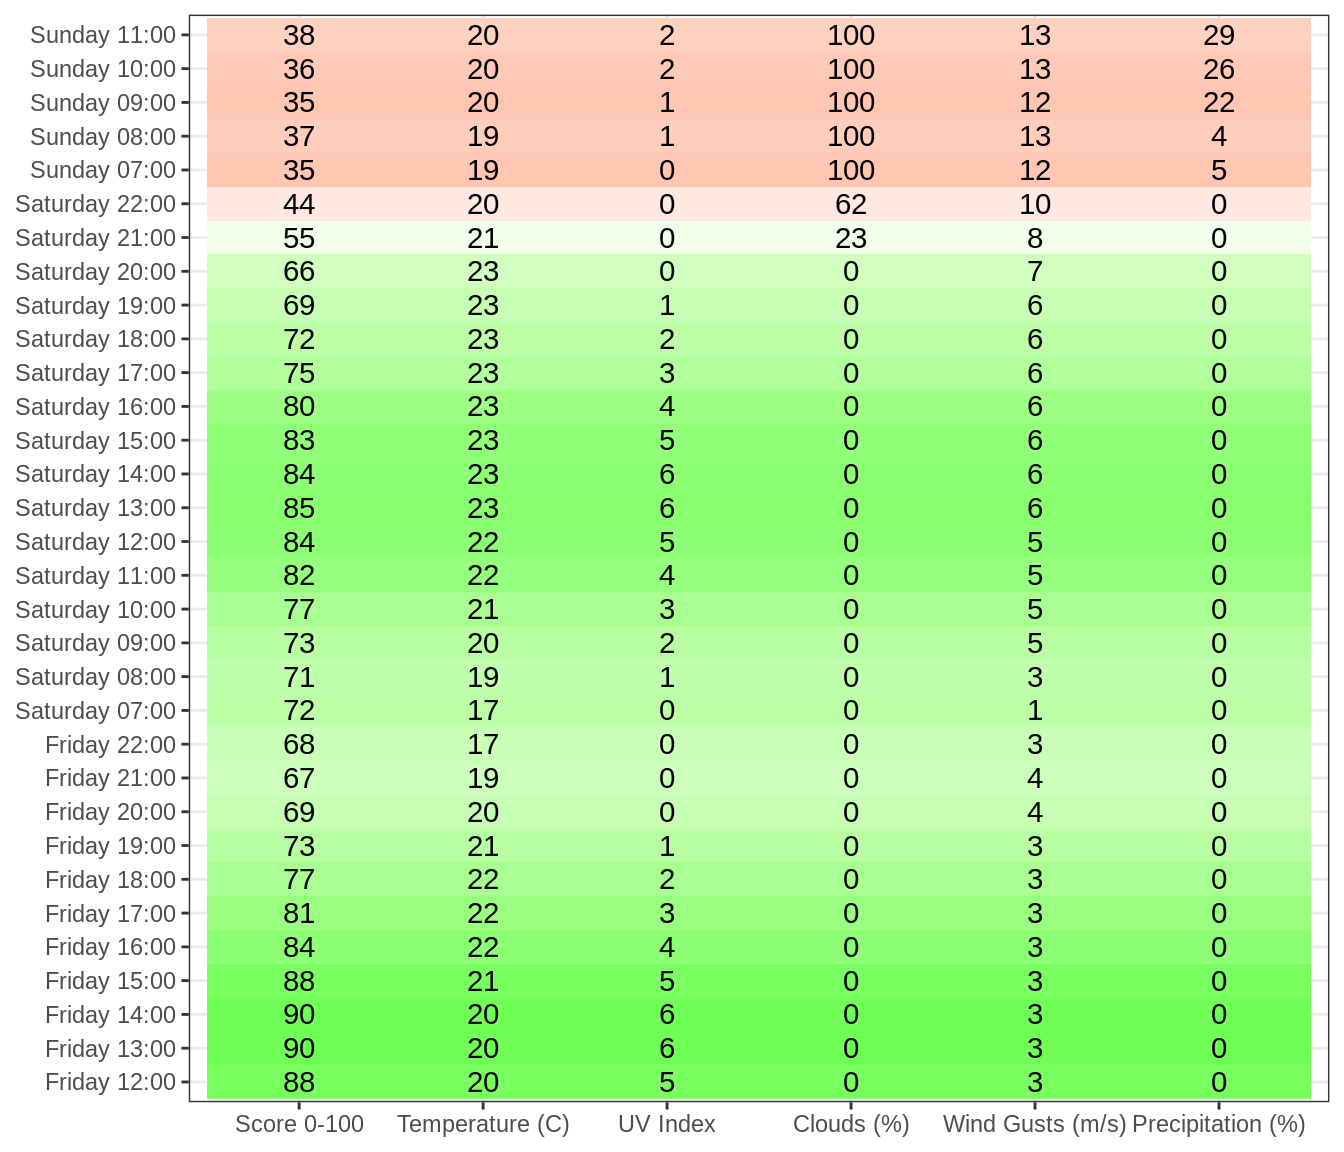 Sunday 11:00 38 20 2 100 13 29
Sunday 10:00 36 20 2 100 13 26
Sunday 09:00 35 20 1 100 12 22
Sunday 08:00 37 19 1 100 13 4
Sunday 07:00 35 19 0 100 12 5
Saturday 22:00 44 20 0 62 10 0
Saturday 21:00 55 21 0 23 8 0
Saturday 20:00 66 23 0 0 7 0
Saturday 19:00 69 23 1 0 6 0
Saturday 18:00 72 23 2 0 6 0
Saturday 17:00 75 23 3 0 6 0
Saturday 16:00 80 23 4 0 6 0
Saturday 15:00 83 23 5 0 6 0
Saturday 14:00 84 23 6 0 6 0
Saturday 13:00 85 23 6 0 6 0
Saturday 12:00 84 22 5 0 5 0
Saturday 11:00 82 22 4 0 5 0
Saturday 10:00 77 21 3 0 5 0
Saturday 09:00 73 20 2 0 5 0
Saturday 08:00 71 19 1 0 3 0
Saturday 07:00 72 17 0 0 1 0
Friday 22:00 68 17 0 0 3 0
Friday 21:00 67 19 0 0 4 0
Friday 20:00 69 20 0 0 4 0
Friday 19:00 73 21 1 0 3 0
Friday 18:00 77 22 2 0 3 0
Friday 17:00 81 22 3 0 3 0
Friday 16:00 84 22 4 0 3 0
Friday 15:00 88 21 5 0 3 0
Friday 14:00 90 20 6 0 3 0
Friday 13:00 90 20 6 0 3 0
Friday 12:00 88 20 5 0 3 0
Score 0-100 Temperature (C) UV Index Clouds (%) Wind Gusts (m/s) Precipitation (%)